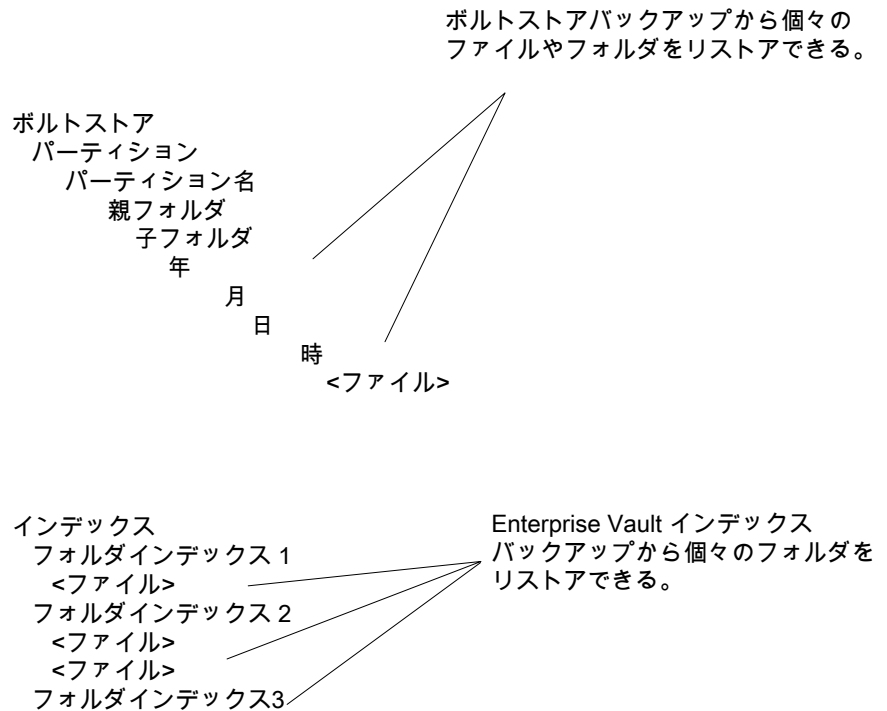 ボルトストアバックアップから個々の
ファイルやフォルダをリストアできる。
ボルトストア
パーティション
パーティション名
親フォルダ
子フォルダ
年
月
日
時
<ファイル>
インデックス
フォルダインデックス 1
<ファイル>
フォルダインデックス 2
<ファイル>
<ファイル>
フォルダインデックス3
Enterprise Vault インデックス
バックアップから個々のフォルダを
リストアできる。